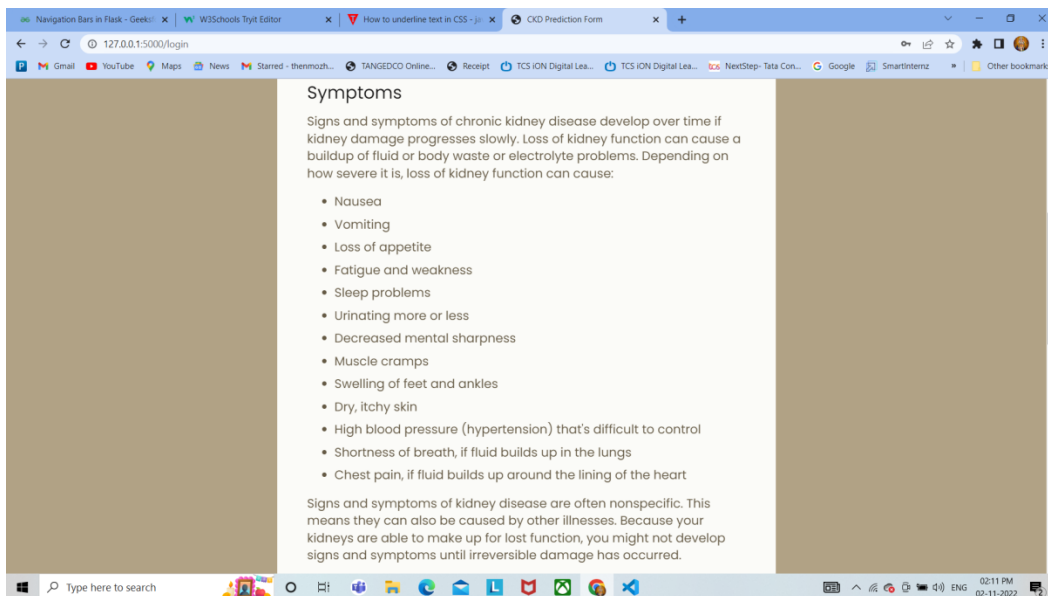 Navigation Bars in Flask - Geeksf
W3Schools Tryit Editor
How to underline text in CSS - ja
CKD Prediction Form
127.0.0.1:5000/login
Gmail
YouTube
Maps
News
Starred - thenmozh...
TANGEDCO Online...
Receipt
TCS iON Digital Lea...
TCS iON Digital Lea...
NextStep- Tata Con...
Google
SmartInternz
»
Other bookmark
Symptoms
Signs and symptoms of chronic kidney disease develop over time if
kidney damage progresses slowly. Loss of kidney function can cause a
buildup of fluid or body waste or electrolyte problems. Depending on
how severe it is, loss of kidney function can cause:
• Nausea
• Vomiting
• Loss of appetite
• Fatigue and weakness
• Sleep problems
• Urinating more or less
• Decreased mental sharpness
• Muscle cramps
• Swelling of feet and ankles
• Dry, itchy skin
• High blood pressure (hypertension) that's difficult to control
• Shortness of breath, if fluid builds up in the lungs
• Chest pain, if fluid builds up around the lining of the heart
Signs and symptoms of kidney disease are often nonspecific. This
means they can also be caused by other illnesses. Because your
kidneys are able to make up for lost function, you might not develop
signs and symptoms until irreversible damage has occurred.
Type here to search
ENG
02:11 PM
02-11-2022